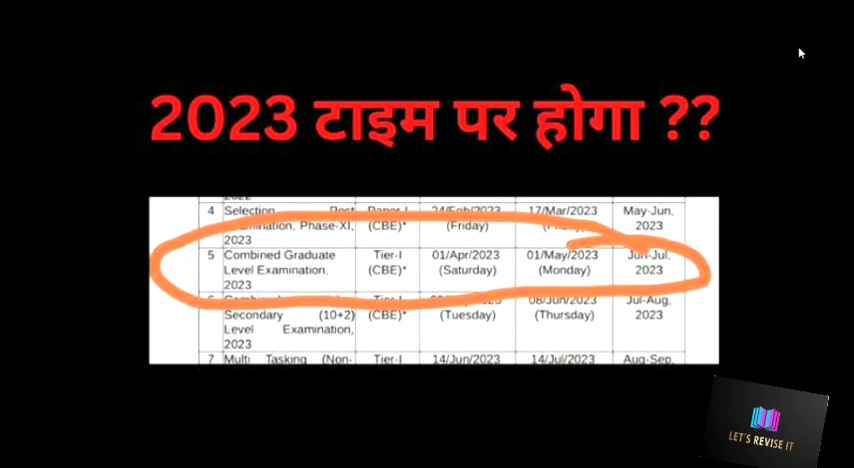 2023 टाइम पर होगा ??
2022
4 Selection Post Paper-I 24/Feb/2023 17/Mar/2023 May-Jun,
Examination, Phase-XI, (CBE)* (Friday) 2023
2023
5 Combined Graduate Tier-I 01/Apr/2023 01/May/2023 Jun-Jul,
Level Examination, (CBE)* (Saturday) (Monday) 2023
2023
6 Tier-I 08/Jun/2023 Jul-Aug,
Secondary (10+2) (CBE)* (Tuesday) (Thursday) 2023
Level Examination,
2023
7 Multi Tasking (Non- Tier-I 14/Jun/2023 14/Jul/2023 Aug-Sep,
LET'S REVISE IT